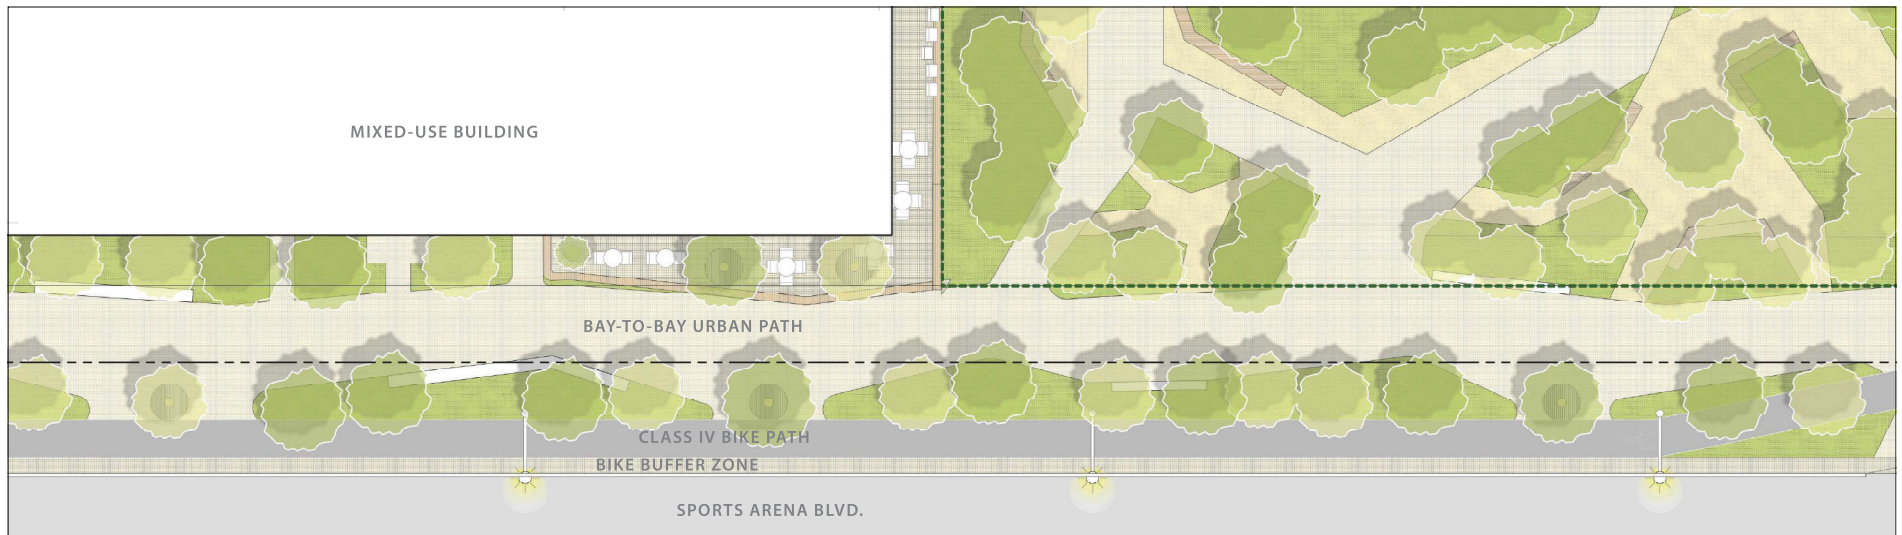 MIXED-USE BUILDING
BAY-TO-BAY URBAN PATH
CLASS IV BIKE PATH
BIKE BUFFER ZONE
SPORTS ARENA BLVD.